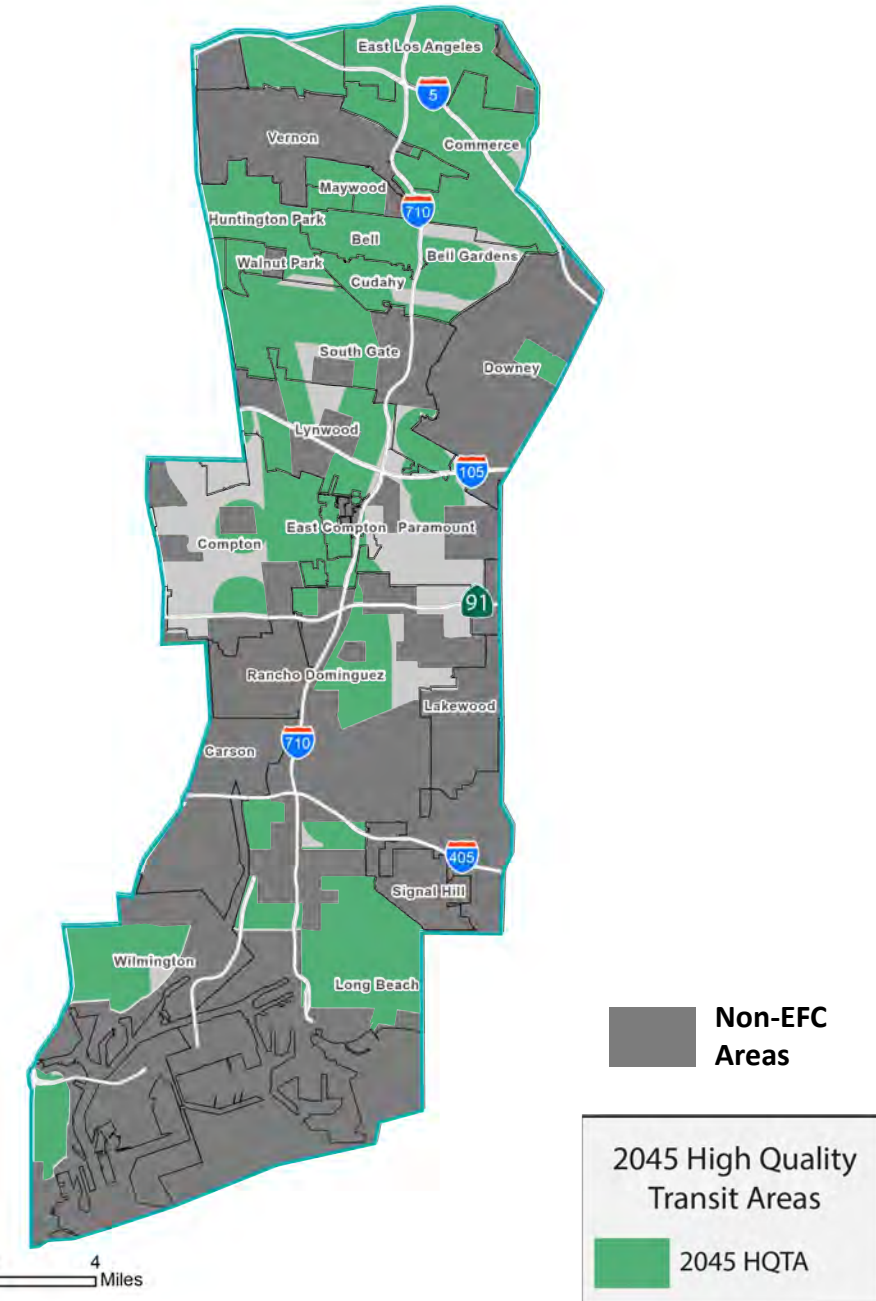 East Los Angeles
5
Vernon
Commerce
Maywood
710
Huntington Park
Bell
Bell Gardens
Walnut Park
Cudahy
South Gate
Downey
Lynwood
105
East Compton
Paramount
Compton
91
Rancho Dominguez
Lakewood
710
Carson
405
Signal Hill
Wilmington
Long Beach
Non-EFC
Areas
2045 High Quality
Transit Areas
2045 HQTA
4
Miles